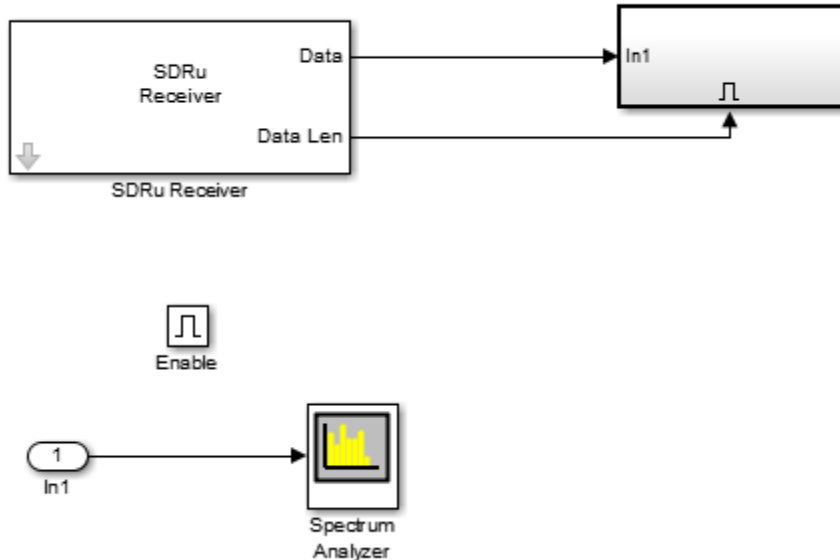 SDRu
Receiver
Data
Data Len
SDRu Receiver
In1
Enable
1
In1
Spectrum
Analyzer